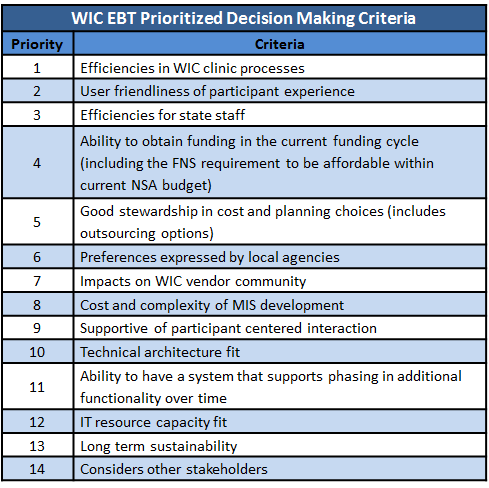 WIC EBT Prioritized Decision Making Criteria
Priority Criteria
1 Efficiencies in WIC clinic processes
2 User friendliness of participant experience
3 Efficiencies for state staff
4 Ability to obtain funding in the current funding cycle
(including the FNS requirement to be affordable within
current NSA budget)
5 Good stewardship in cost and planning choices (includes
outsourcing options)
6 Preferences expressed by local agencies
7 Impacts on WIC vendor community
8 Cost and complexity of MIS development
9 Supportive of participant centered interaction
10 Technical architecture fit
11 Ability to have a system that supports phasing in additional
functionality over time
12 IT resource capacity fit
13 Long term sustainability
14 Considers other stakeholders